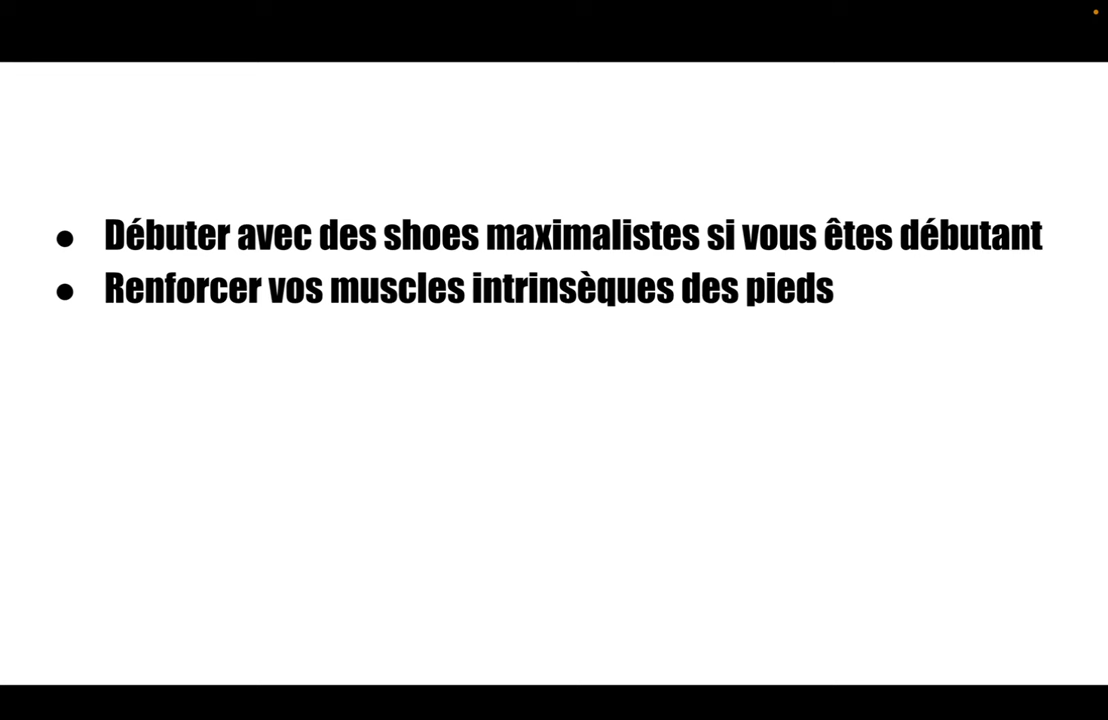 ● Débuter avec des shoes maximalistes si vous êtes débutant
● Renforcer vos muscles intrinsèques des pieds